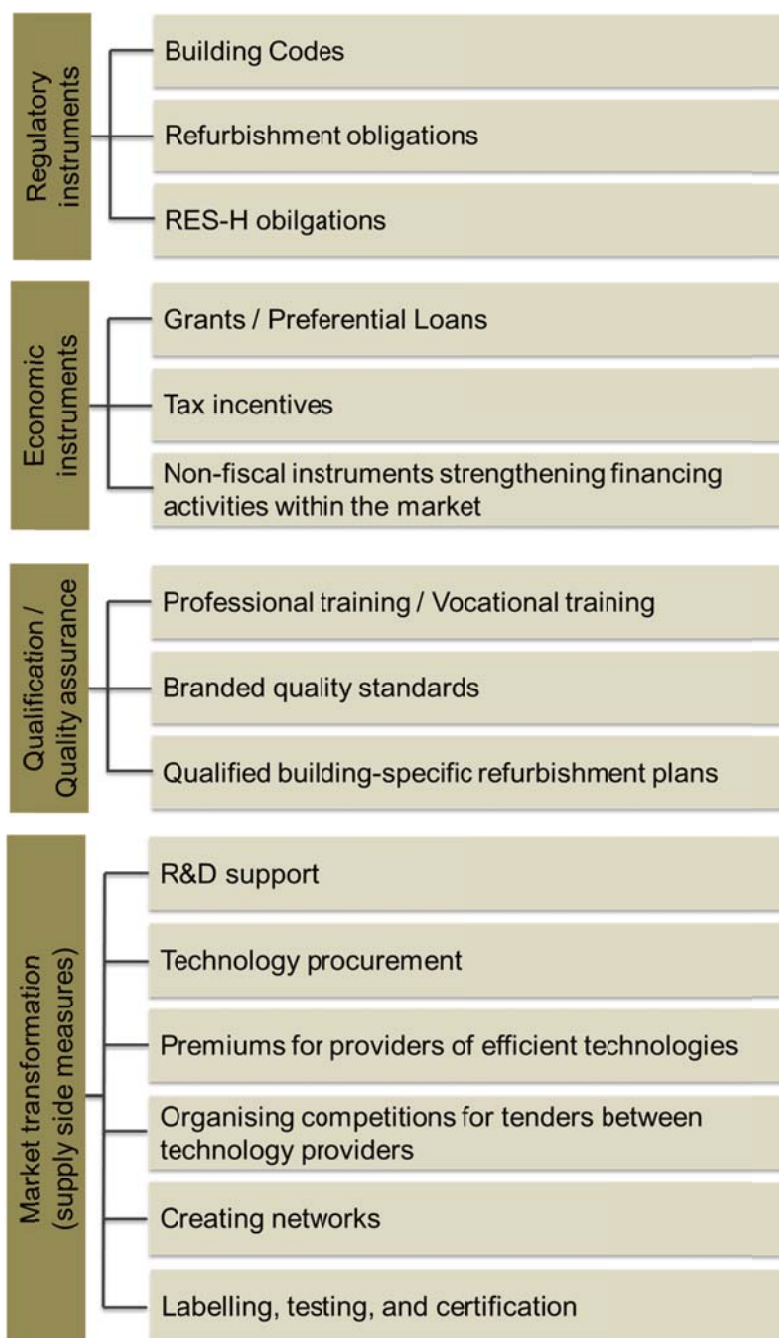 Regulatory
instruments
Building Codes
Refurbishment obligations
RES-H obilgations
Economic
instruments
Grants / Preferential Loans
Tax incentives
Non-fiscal instruments strengthening financing
activities within the market
Qualification /
Quality assurance
Professional training / Vocational training
Branded quality standards
Qualified building-specific refurbishment plans
Market transformation
(supply side measures)
R&D support
Technology procurement
Premiums for providers of efficient technologies
Organising competitions for tenders between
technology providers
Creating networks
Labelling, testing, and certification